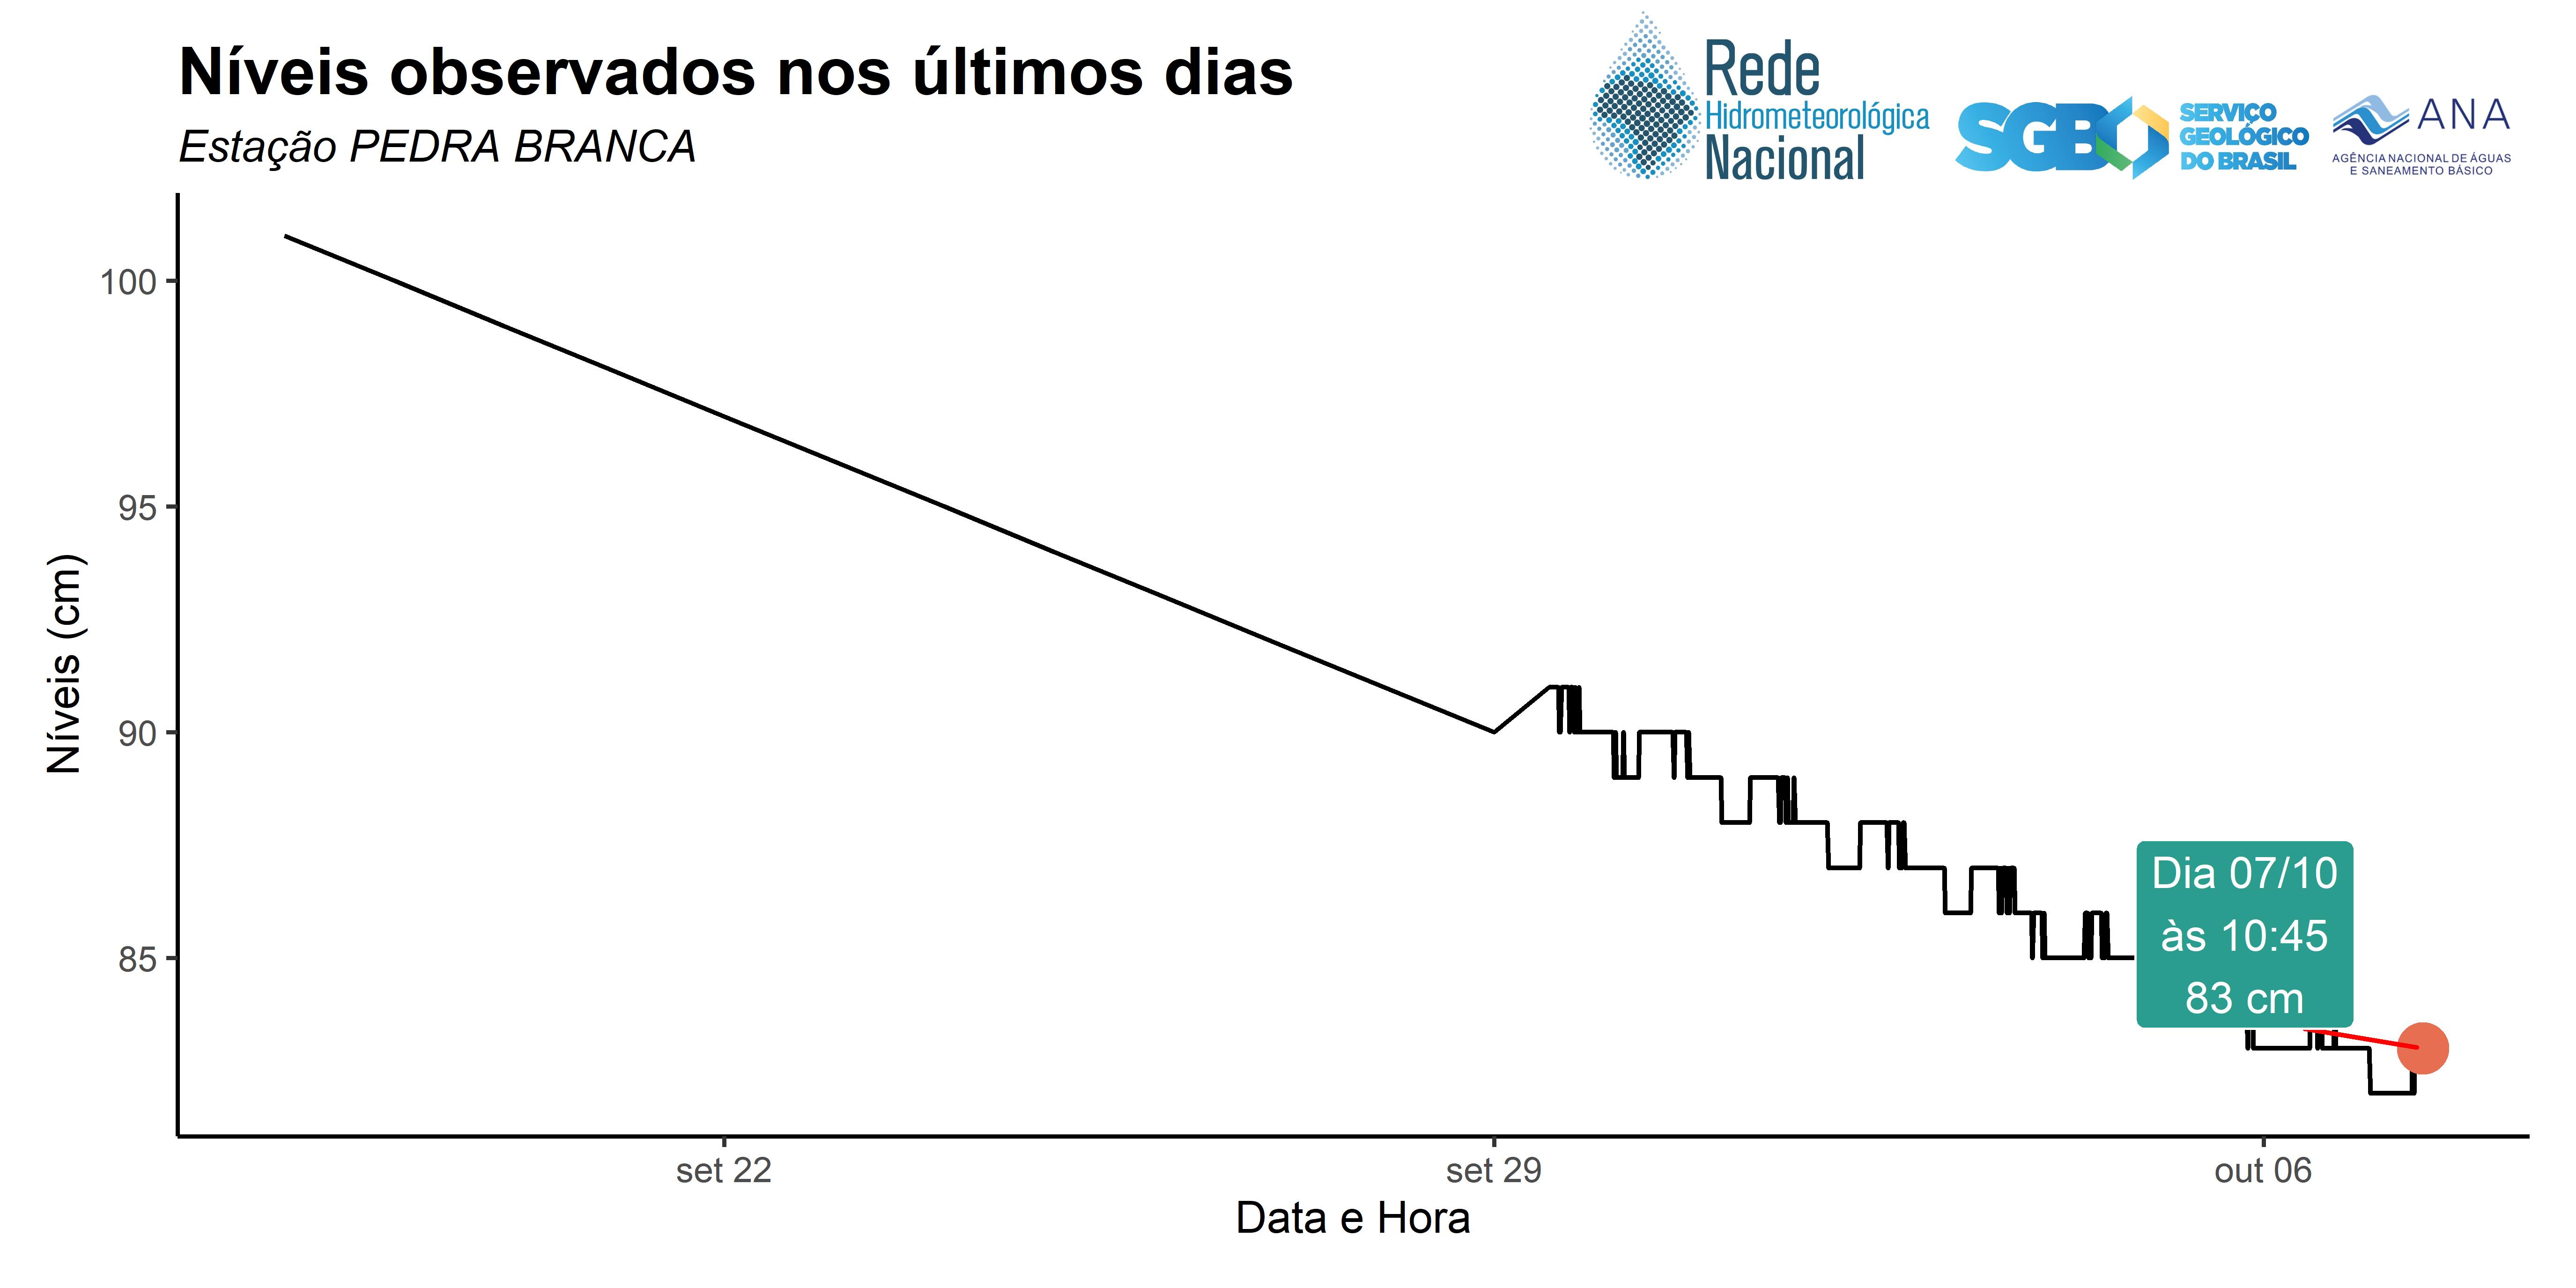 Níveis observados nos últimos dias
Estação PEDRA BRANCA
Rede
Hidrometeorológica
Nacional
SGB
SERVIÇO
GEOLÓGICO
DO BRASIL
ANA
AGÊNCIA NACIONAL DE ÁGUAS
E SANEAMENTO BÁSICO
Níveis (cm)
100
95
90
85
Dia 07/10
às 10:45
83 cm
set 22
set 29
out 06
Data e Hora